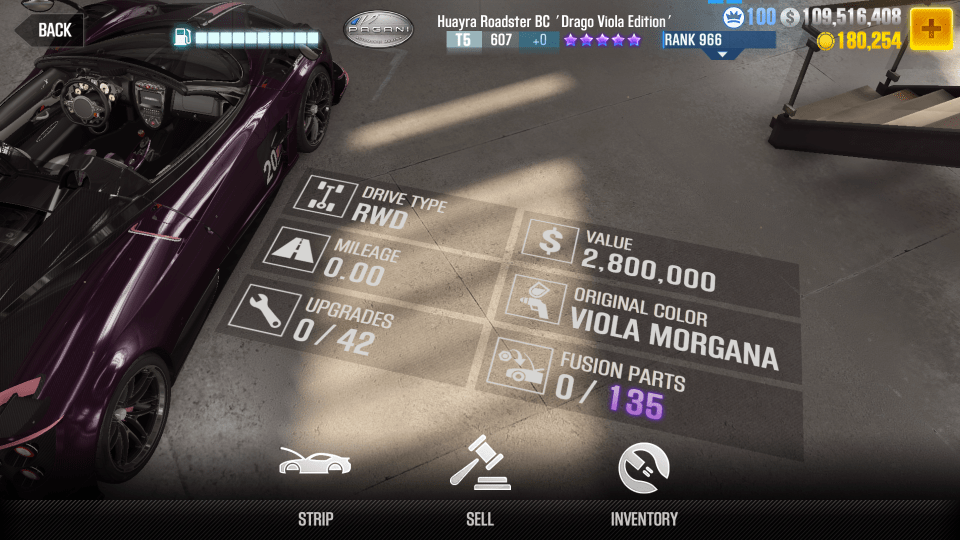 BACK
PAGANI
Huayra Roadster BC 'Drago Viola Edition'
T5 607 +0
RANK 966
100 $ 109,516,408
180,254
+
20
DRIVE TYPE
RWD
MILEAGE
0.00
UPGRADES
0 / 42
$
VALUE
2,800,000
ORIGINAL COLOR
VIOLA MORGANA
FUSION PARTS
0 / 135
STRIP
SELL
INVENTORY